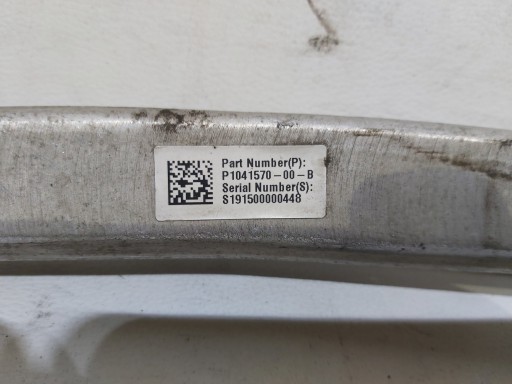 Part Number(P):
P1041570-00-B
Serial Number(S):
S191500000448